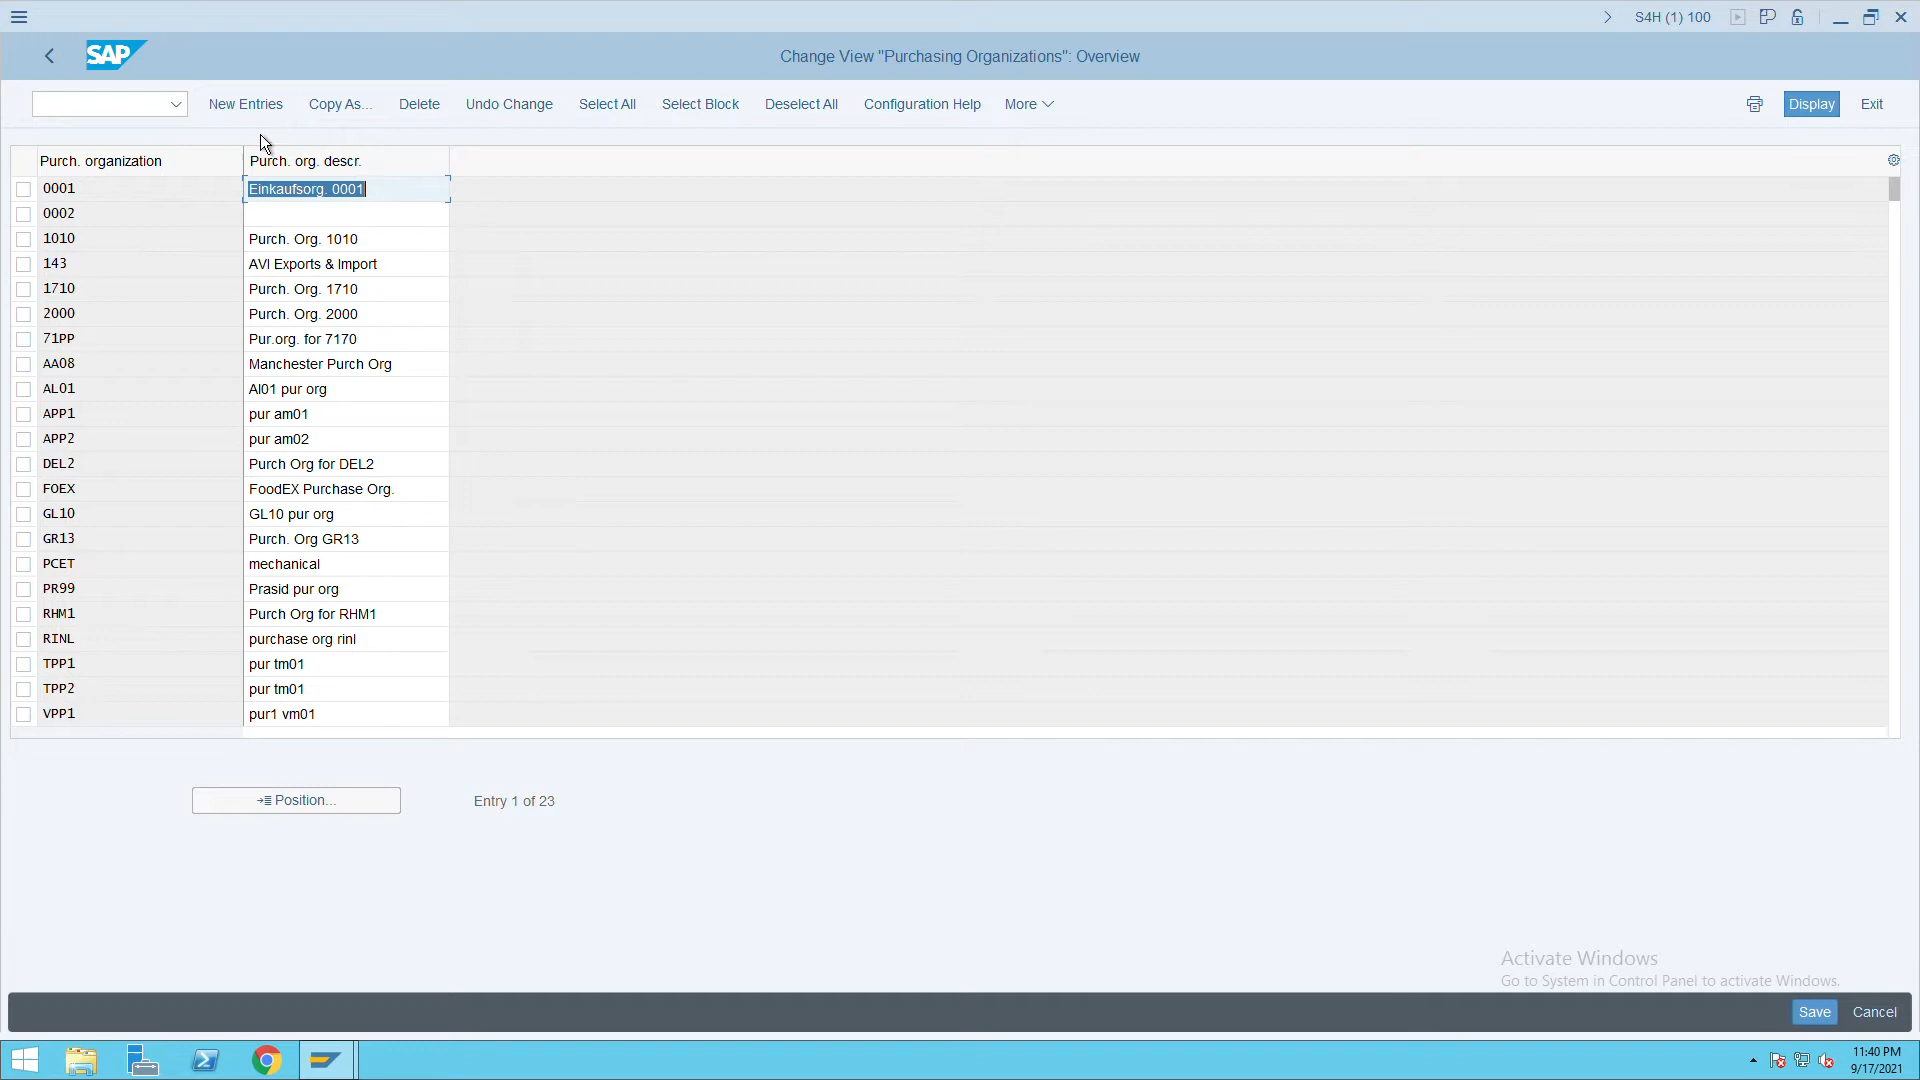 S4H (1) 100
SAP
Change View "Purchasing Organizations": Overview
New Entries Copy As... Delete Undo Change Select All Select Block Deselect All Configuration Help More Display Exit
Purch. organization Purch. org. descr.
0001 Einkaufsorg. 0001
0002
1010 Purch. Org. 1010
143 AVI Exports & Import
1710 Purch. Org. 1710
2000 Purch. Org. 2000
71PP Pur.org. for 7170
AA08 Manchester Purch Org
AL01 Al01 pur org
APP1 pur am01
APP2 pur am02
DEL2 Purch Org for DEL2
FOEX FoodEX Purchase Org.
GL10 GL10 pur org
GR13 Purch. Org GR13
PCET mechanical
PR99 Prasid pur org
RHM1 Purch Org for RHM1
RINL purchase org rinl
TPP1 pur tm01
TPP2 pur tm01
VPP1 pur1 vm01
Position... Entry 1 of 23
Activate Windows
Go to System in Control Panel to activate Windows.
Save Cancel
11:40 PM
9/17/2021